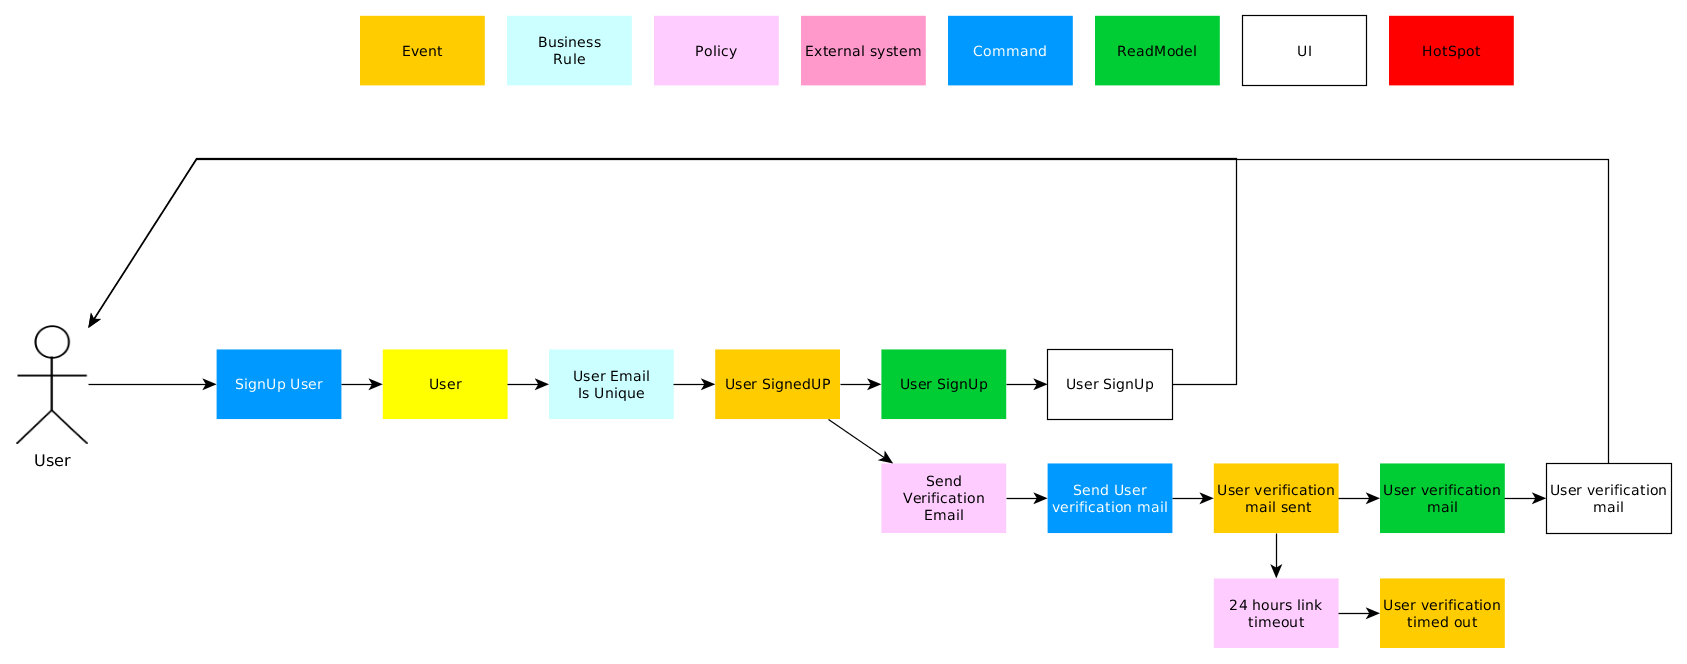 Event
Business
Rule
Policy
External system
Command
ReadModel
UI
HotSpot
SignUp User
User
User Email
Is Unique
User SignedUP
User SignUp
User SignUp
User
Send
Verification
Email
Send User
verification mail
User verification
mail sent
User verification
mail
User verification
mail
24 hours link
timeout
User verification
timed out